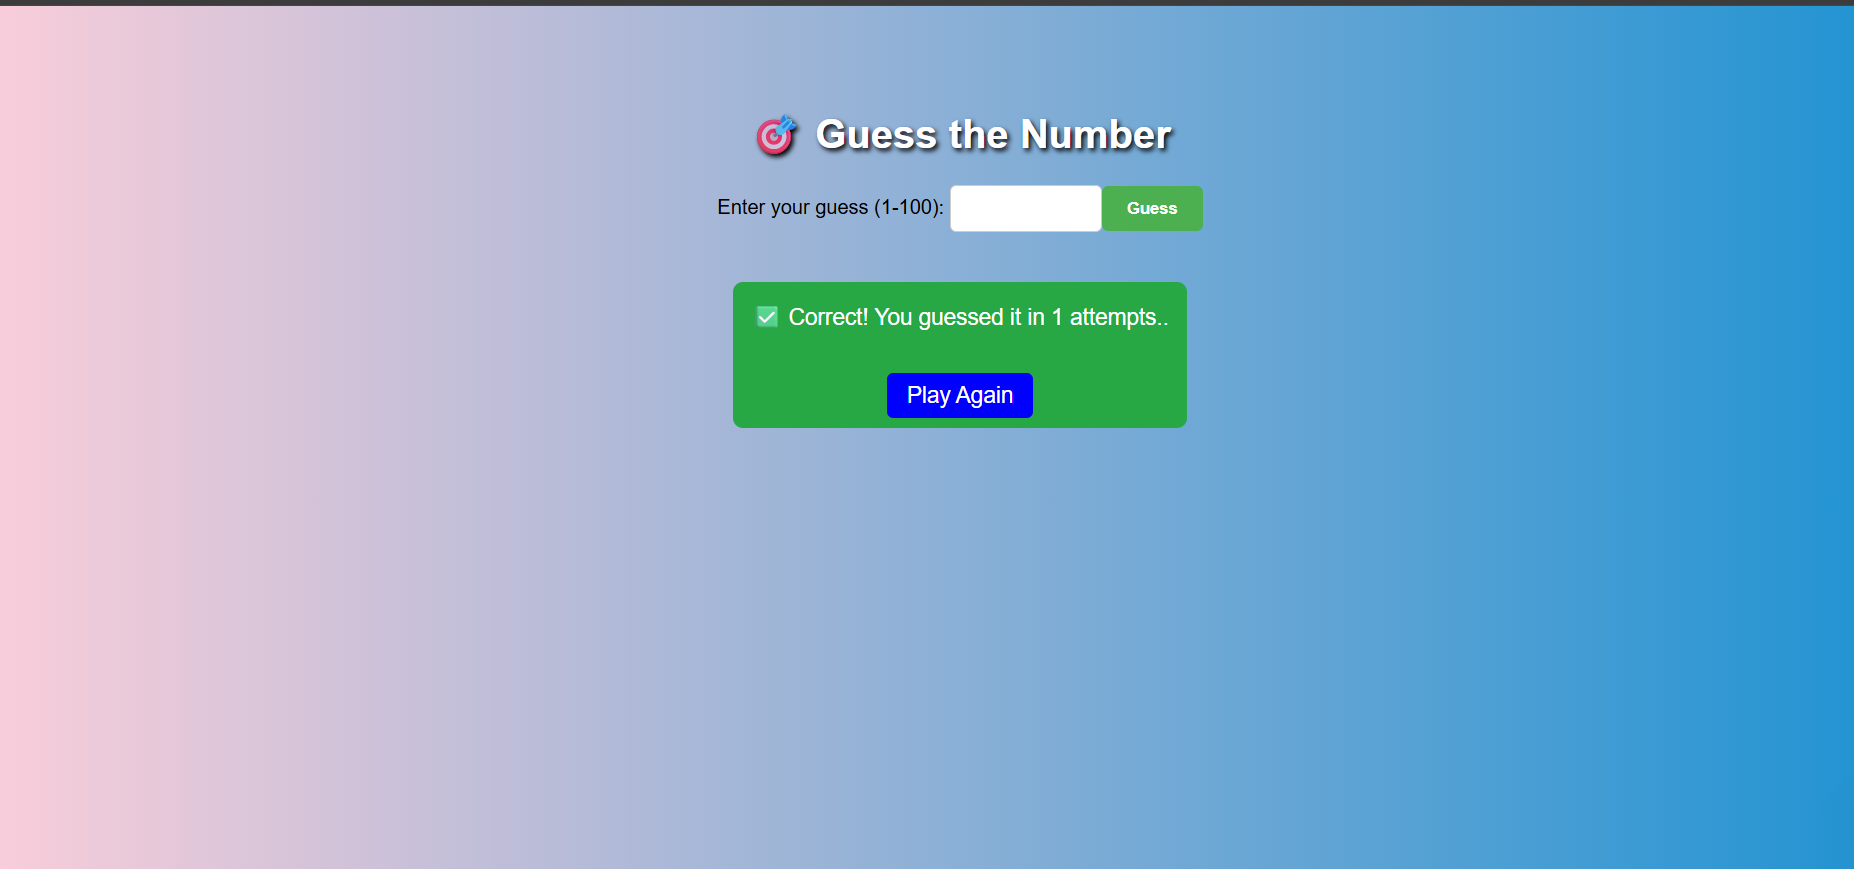 🎯 Guess the Number
Enter your guess (1-100): Guess
✅ Correct! You guessed it in 1 attempts..
Play Again